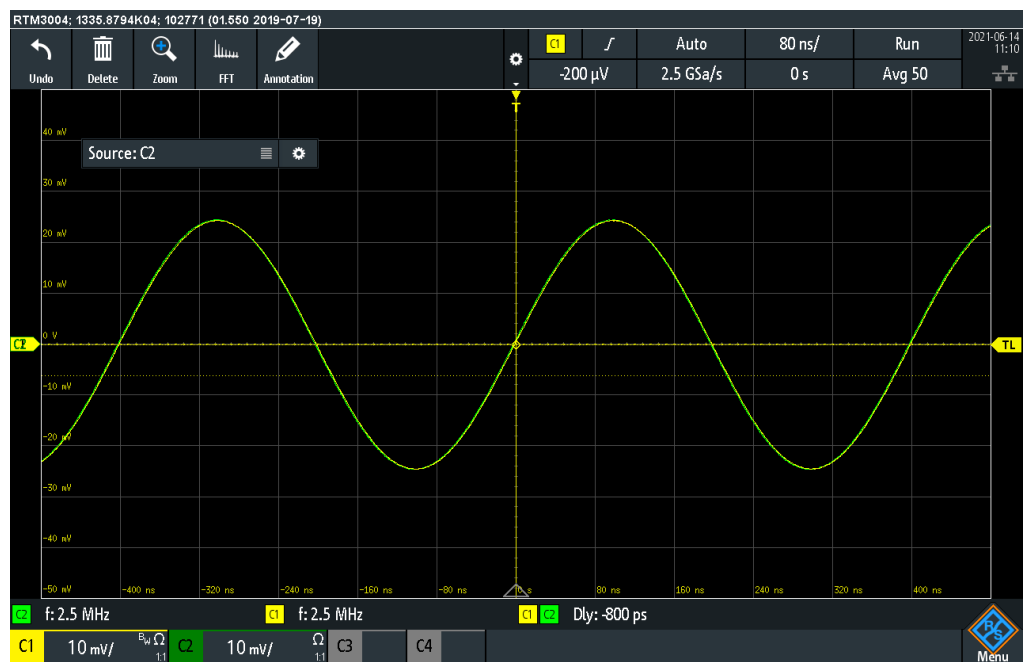 RTM3004; 1335.8794K04; 102771 (01.550 2019-07-19)
Undo Delete Zoom FFT Annotation
C1 Auto 80 ns/ Run
-200 µV 2.5 GSa/s 0 s Avg 50
2021-06-14
11:10
T
40 mV
Source: C2
30 mV
20 mV
10 mV
0 V
C2 TL
-10 mV
-20 mV
-30 mV
-40 mV
-50 mV -400 ns -320 ns -240 ns -160 ns -80 ns 0 s 80 ns 160 ns 240 ns 320 ns 400 ns
C2 f: 2.5 MHz C1 f: 2.5 MHz C1 C2 Dly: -800 ps
C1 10 mV/ BW Ω 1:1 C2 10 mV/ Ω 1:1 C3 C4
R&S
Menu